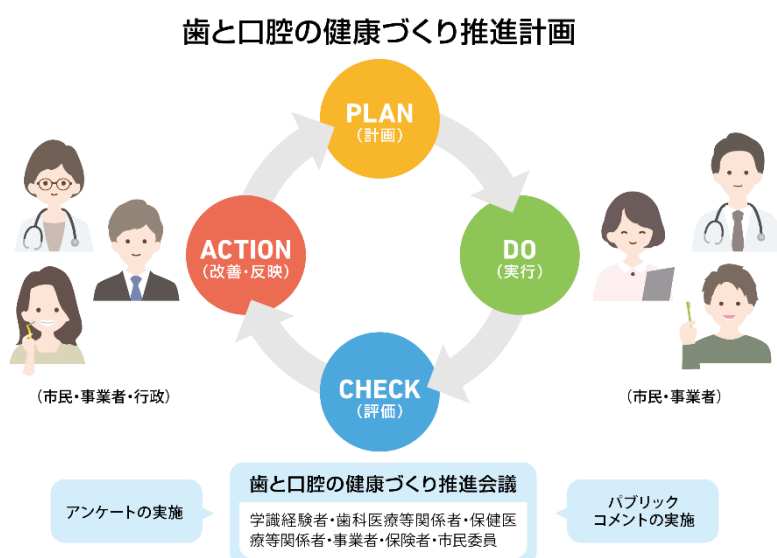 歯と口腔の健康づくり推進計画
PLAN
(計画)
ACTION
(改善・反映)
DO
(実行)
CHECK
(評価)
(市民・事業者・行政)
(市民・事業者)
アンケートの実施
歯と口腔の健康づくり推進会議
学識経験者・歯科医療等関係者・保健医
療等関係者・事業者・保険者・市民委員
パブリック
コメントの実施